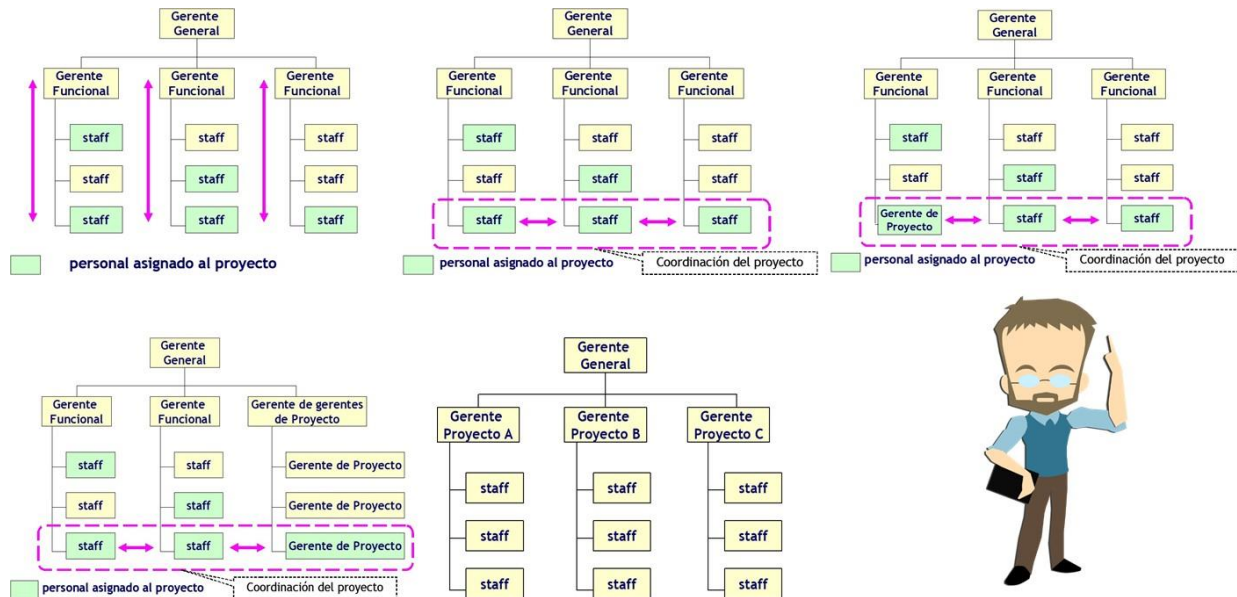 Gerente
General
Gerente
Funcional
Gerente
Funcional
Gerente
Funcional
staff
staff
staff
staff
staff
staff
staff
staff
staff
personal asignado al proyecto
Gerente
General
Gerente
Funcional
Gerente
Funcional
Gerente
Funcional
staff
staff
staff
staff
staff
staff
staff
staff
staff
personal asignado al proyecto
Coordinación del proyecto
Gerente
General
Gerente
Funcional
Gerente
Funcional
Gerente
Funcional
staff
staff
staff
staff
staff
staff
Gerente de
Proyecto
staff
staff
personal asignado al proyecto
Coordinación del proyecto
Gerente
General
Gerente
Funcional
Gerente
Funcional
Gerente de gerentes
de Proyecto
staff
staff
Gerente de Proyecto
staff
staff
Gerente de Proyecto
staff
staff
Gerente de Proyecto
personal asignado al proyecto
Coordinación del proyecto
Gerente
General
Gerente
Proyecto A
Gerente
Proyecto B
Gerente
Proyecto C
staff
staff
staff
staff
staff
staff
staff
staff
staff